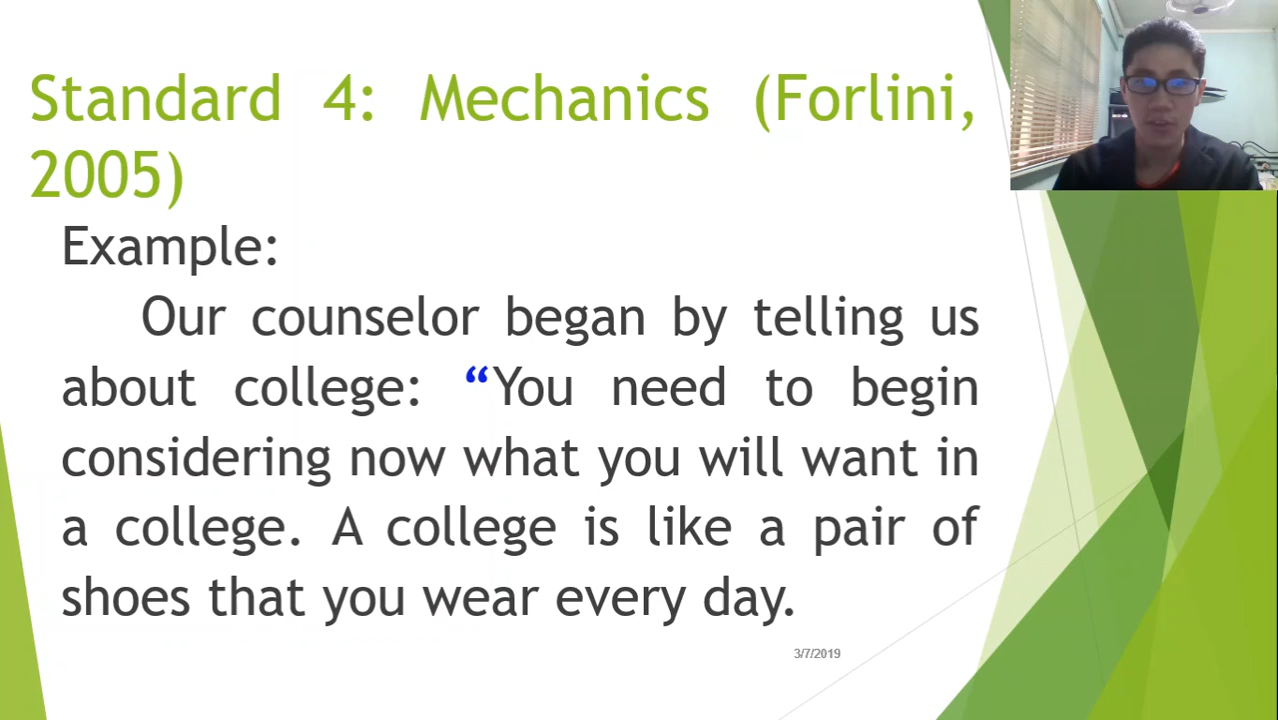 Standard 4: Mechanics (Forlini,
2005)
Example:
Our counselor began by telling us
about college: “You need to begin
considering now what you will want in
a college. A college is like a pair of
shoes that you wear every day.
3/7/2019